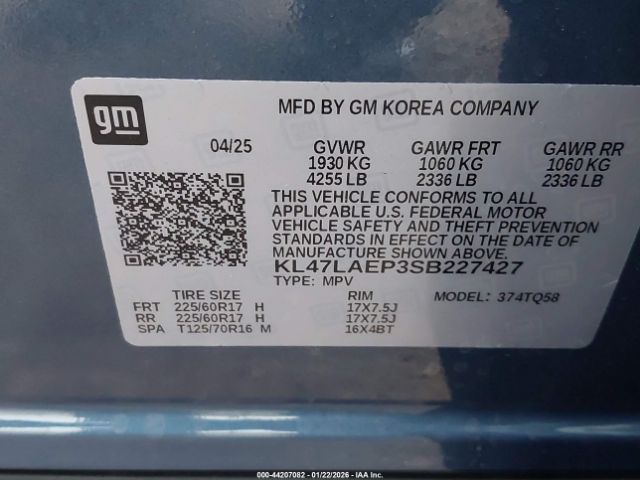 gm
MFD BY GM KOREA COMPANY
04/25 GVWR GAWR FRT GAWR RR
1930 KG 1060 KG 1060 KG
4255 LB 2336 LB 2336 LB
THIS VEHICLE CONFORMS TO ALL
APPLICABLE U.S. FEDERAL MOTOR
VEHICLE SAFETY AND THEFT PREVENTION
STANDARDS IN EFFECT ON THE DATE OF
MANUFACTURE SHOWN ABOVE.
KL47LAEP3SB227427
TYPE: MPV
TIRE SIZE RIM MODEL: 374TQ58
FRT 225/60R17 H 17X7.5J
RR 225/60R17 H 17X7.5J
SPA T125/70R16 M 16X4BT
000-44207082 - 01/22/2026 - IAA Inc.